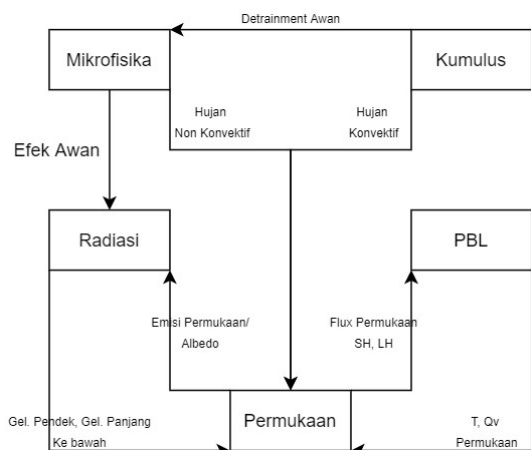 Detrainment Awan
Mikrofisika
Kumulus
Hujan
Non Konvektif
Hujan
Konvektif
Efek Awan
Radiasi
PBL
Emisi Permukaan/
Albedo
Flux Permukaan
SH, LH
Gel. Pendek, Gel. Panjang
Ke bawah
Permukaan
T, Qv
Permukaan